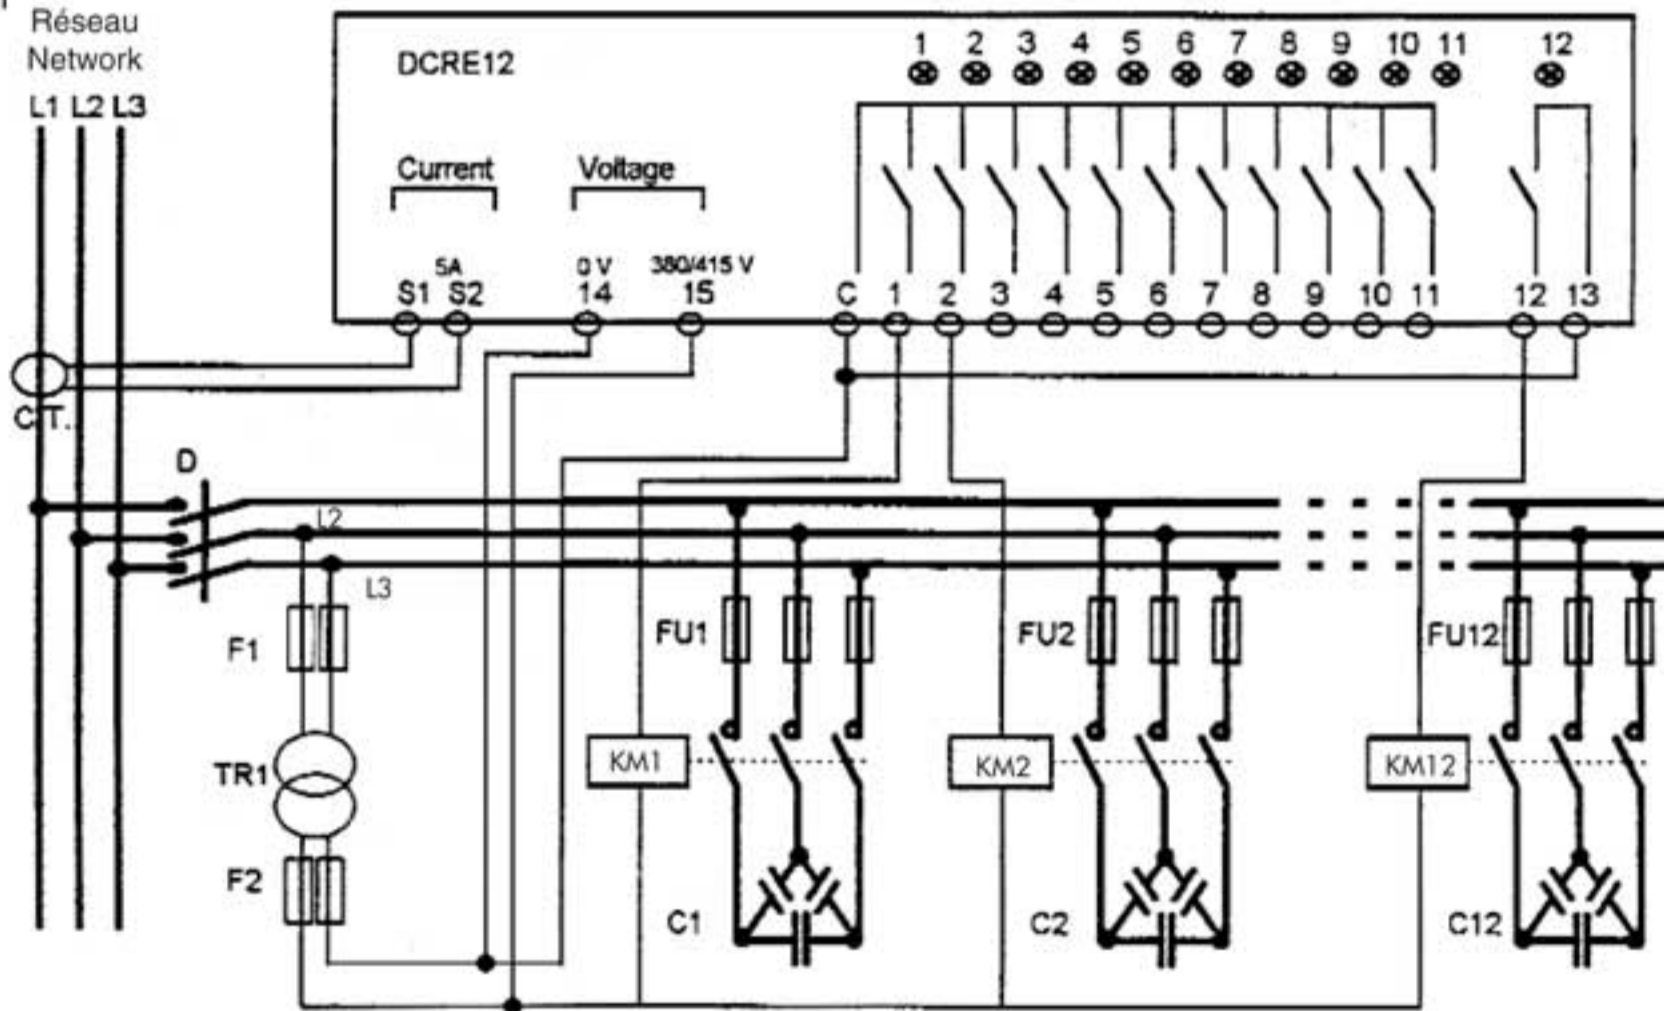 Réseau
Network
L1 L2 L3
DCRE12
1 2 3 4 5 6 7 8 9 10 11 12
Current Voltage
5A 0 V 380/415 V
S1 S2 14 15 C 1 2 3 4 5 6 7 8 9 10 11 12 13
C.T.
D
L2
L3
F1 FU1 FU2 FU12
TR1 KM1 KM2 KM12
F2 C1 C2 C12